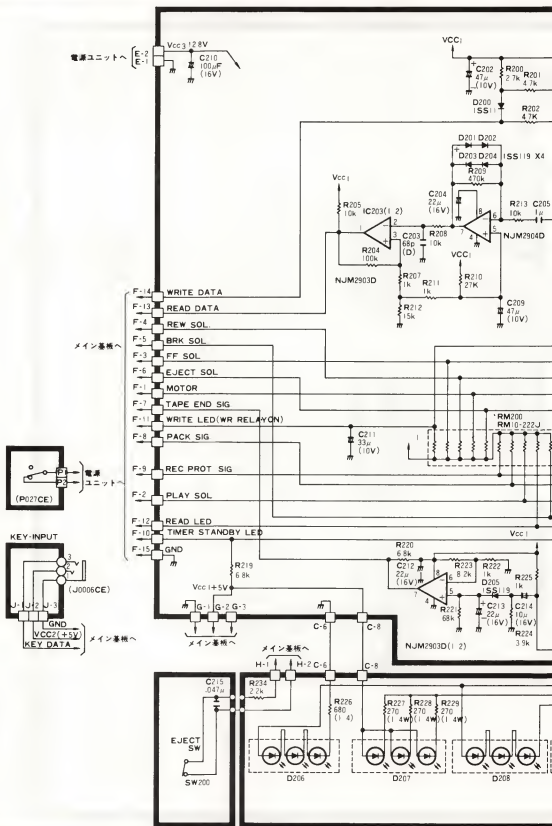 電源ユニットへ
E-2
E-1
Vcc3 12.8V
C210
100μF
(16V)
VCC1
C202
47μ
(10V)
R200
2.7k
R201
4.7k
D200
1SS11
R202
4.7K
D201 D202
D203 D204
1SS119 X4
R209
470k
Vcc1
C204
22μ
(16V)
R205
10k
IC203(1 2)
R213
10k
C205
1μ
C203
68p
(D)
R208
10k
NJM2904D
R204
100k
NJM2903D
R207
1k
R211
1k
VCC1
R210
27K
R212
15k
C209
47μ
(10V)
メイン基板へ
F-14 WRITE DATA
F-13 READ DATA
F-4 REW SOL.
F-5 BRK SOL
F-3 FF SOL
F-6 EJECT SOL
F-1 MOTOR
F-7 TAPE END SIG
F-11 WRITE LED(WR RELAY ON)
F-8 PACK SIG
F-9 REC PROT SIG
F-2 PLAY SOL
F-12 READ LED
F-10 TIMER STANDBY LED
F-15 GND
C211
33μ
(10V)
*RM200
RM10-222J
P1
P2
電源
ユニットへ
(P027CE)
KEY-INPUT
3
2
1
(J0006CE)
J-1 J-2 J-3
GND
VCC2(+5V)
KEY DATA
メイン基板へ
Vcc1
R219
6.8k
Vcc1+5V
R220
6.8k
C212
22μ
(16V)
R223
8.2k
R222
1k
D205
1SS119
R225
1k
R221
68k
C213
22μ
(16V)
C214
10μ
(16V)
R224
3.9k
NJM2903D(1 2)
G-1 G-2 G-3
メイン基板へ
C-6
C-8
メイン基板へ
H-1
H-2
C-6
C-8
C215
.047μ
R234
2.2k
EJECT
SW
SW200
R226
680
(1 4)
R227
270
(1 4W)
R228
270
(1 4W)
R229
270
(1 4W)
D206
D207
D208